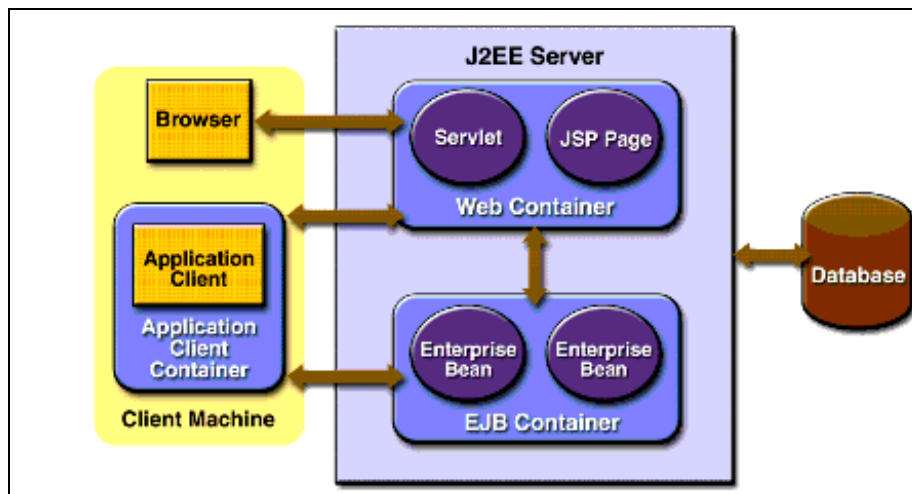 J2EE Server
Browser
Servlet
JSP Page
Web Container
Application
Client
Application
Client
Container
Client Machine
Enterprise
Bean
Enterprise
Bean
EJB Container
Database